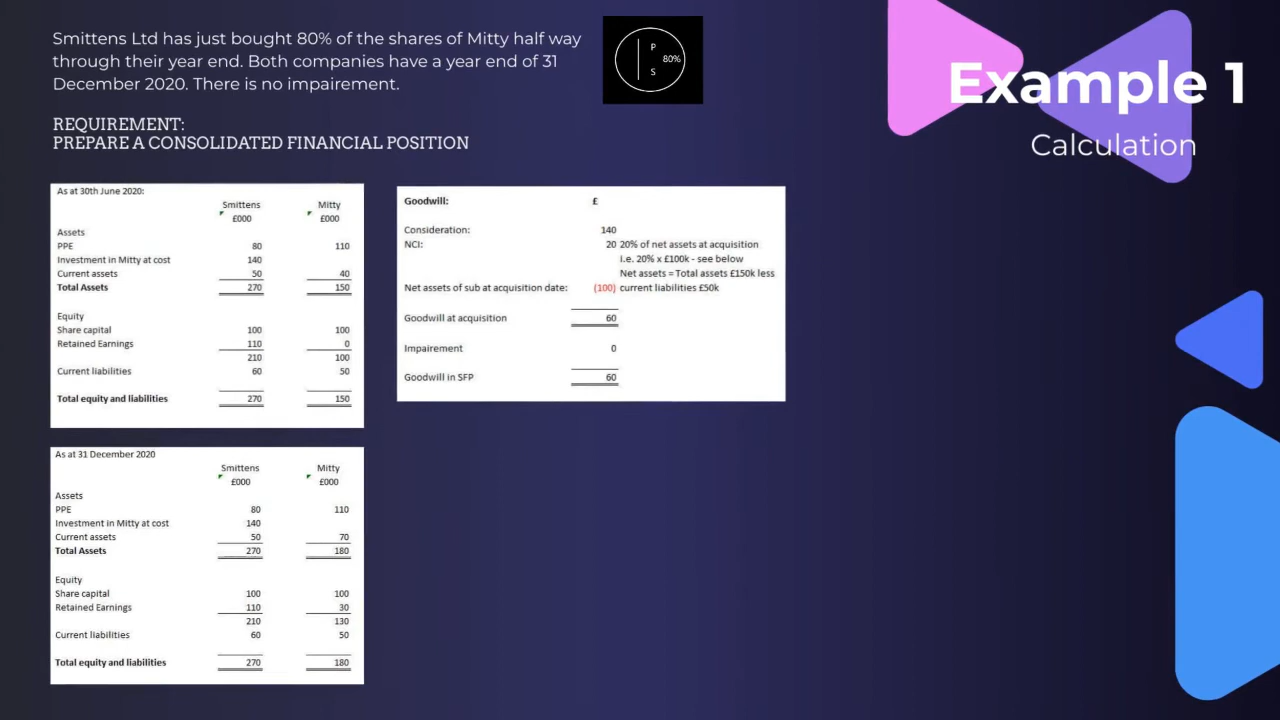 Smittens Ltd has just bought 80% of the shares of Mitty half way
through their year end. Both companies have a year end of 31
December 2020. There is no impairment.
P
80%
S
Example 1
Calculation
REQUIREMENT:
PREPARE A CONSOLIDATED FINANCIAL POSITION
As at 30th June 2020:
Smittens Mitty
£000 £000
Assets
PPE 80 110
Investment in Mitty at cost 140
Current assets 50 40
Total Assets 270 150
Equity
Share capital 100 100
Retained Earnings 110 0
210 100
Current liabilities 60 50
Total equity and liabilities 270 150
Goodwill: £
Consideration: 140
NCI: 20 20% of net assets at acquisition
i.e. 20% x £100k - see below
Net assets = Total assets £150k less
Net assets of sub at acquisition date: (100) current liabilities £50k
Goodwill at acquisition 60
Impairement 0
Goodwill in SFP 60
As at 31 December 2020
Smittens Mitty
£000 £000
Assets
PPE 80 110
Investment in Mitty at cost 140
Current assets 50 70
Total Assets 270 180
Equity
Share capital 100 100
Retained Earnings 110 30
210 130
Current liabilities 60 50
Total equity and liabilities 270 180